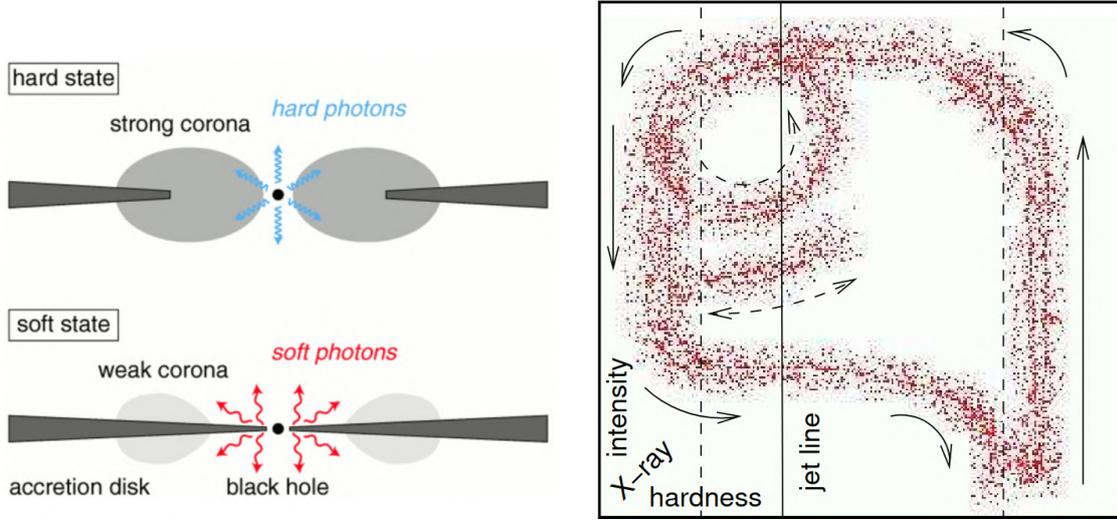 hard state
hard photons
strong corona
soft state
soft photons
weak corona
accretion disk
black hole
intensity
X-ray
hardness
jet line